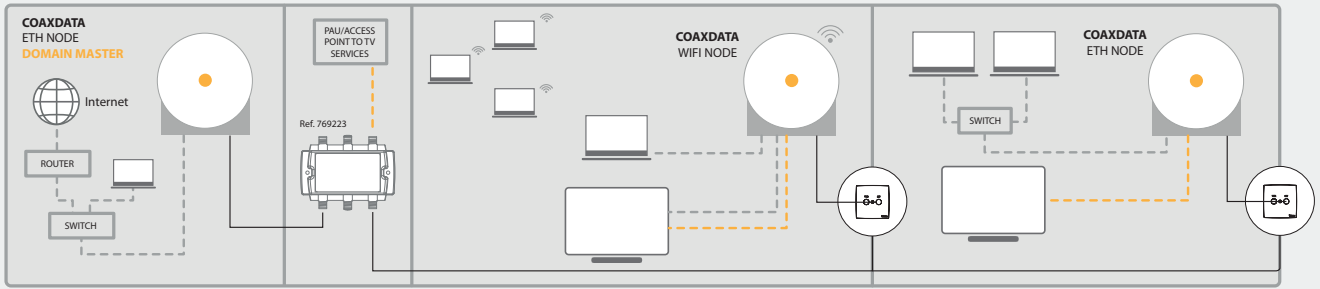 COAXDATA
ETH NODE
DOMAIN MASTER
Internet
ROUTER
SWITCH
PAU/ACCESS
POINT TO TV
SERVICES
Ref. 769223
COAXDATA
WIFI NODE
COAXDATA
ETH NODE
SWITCH